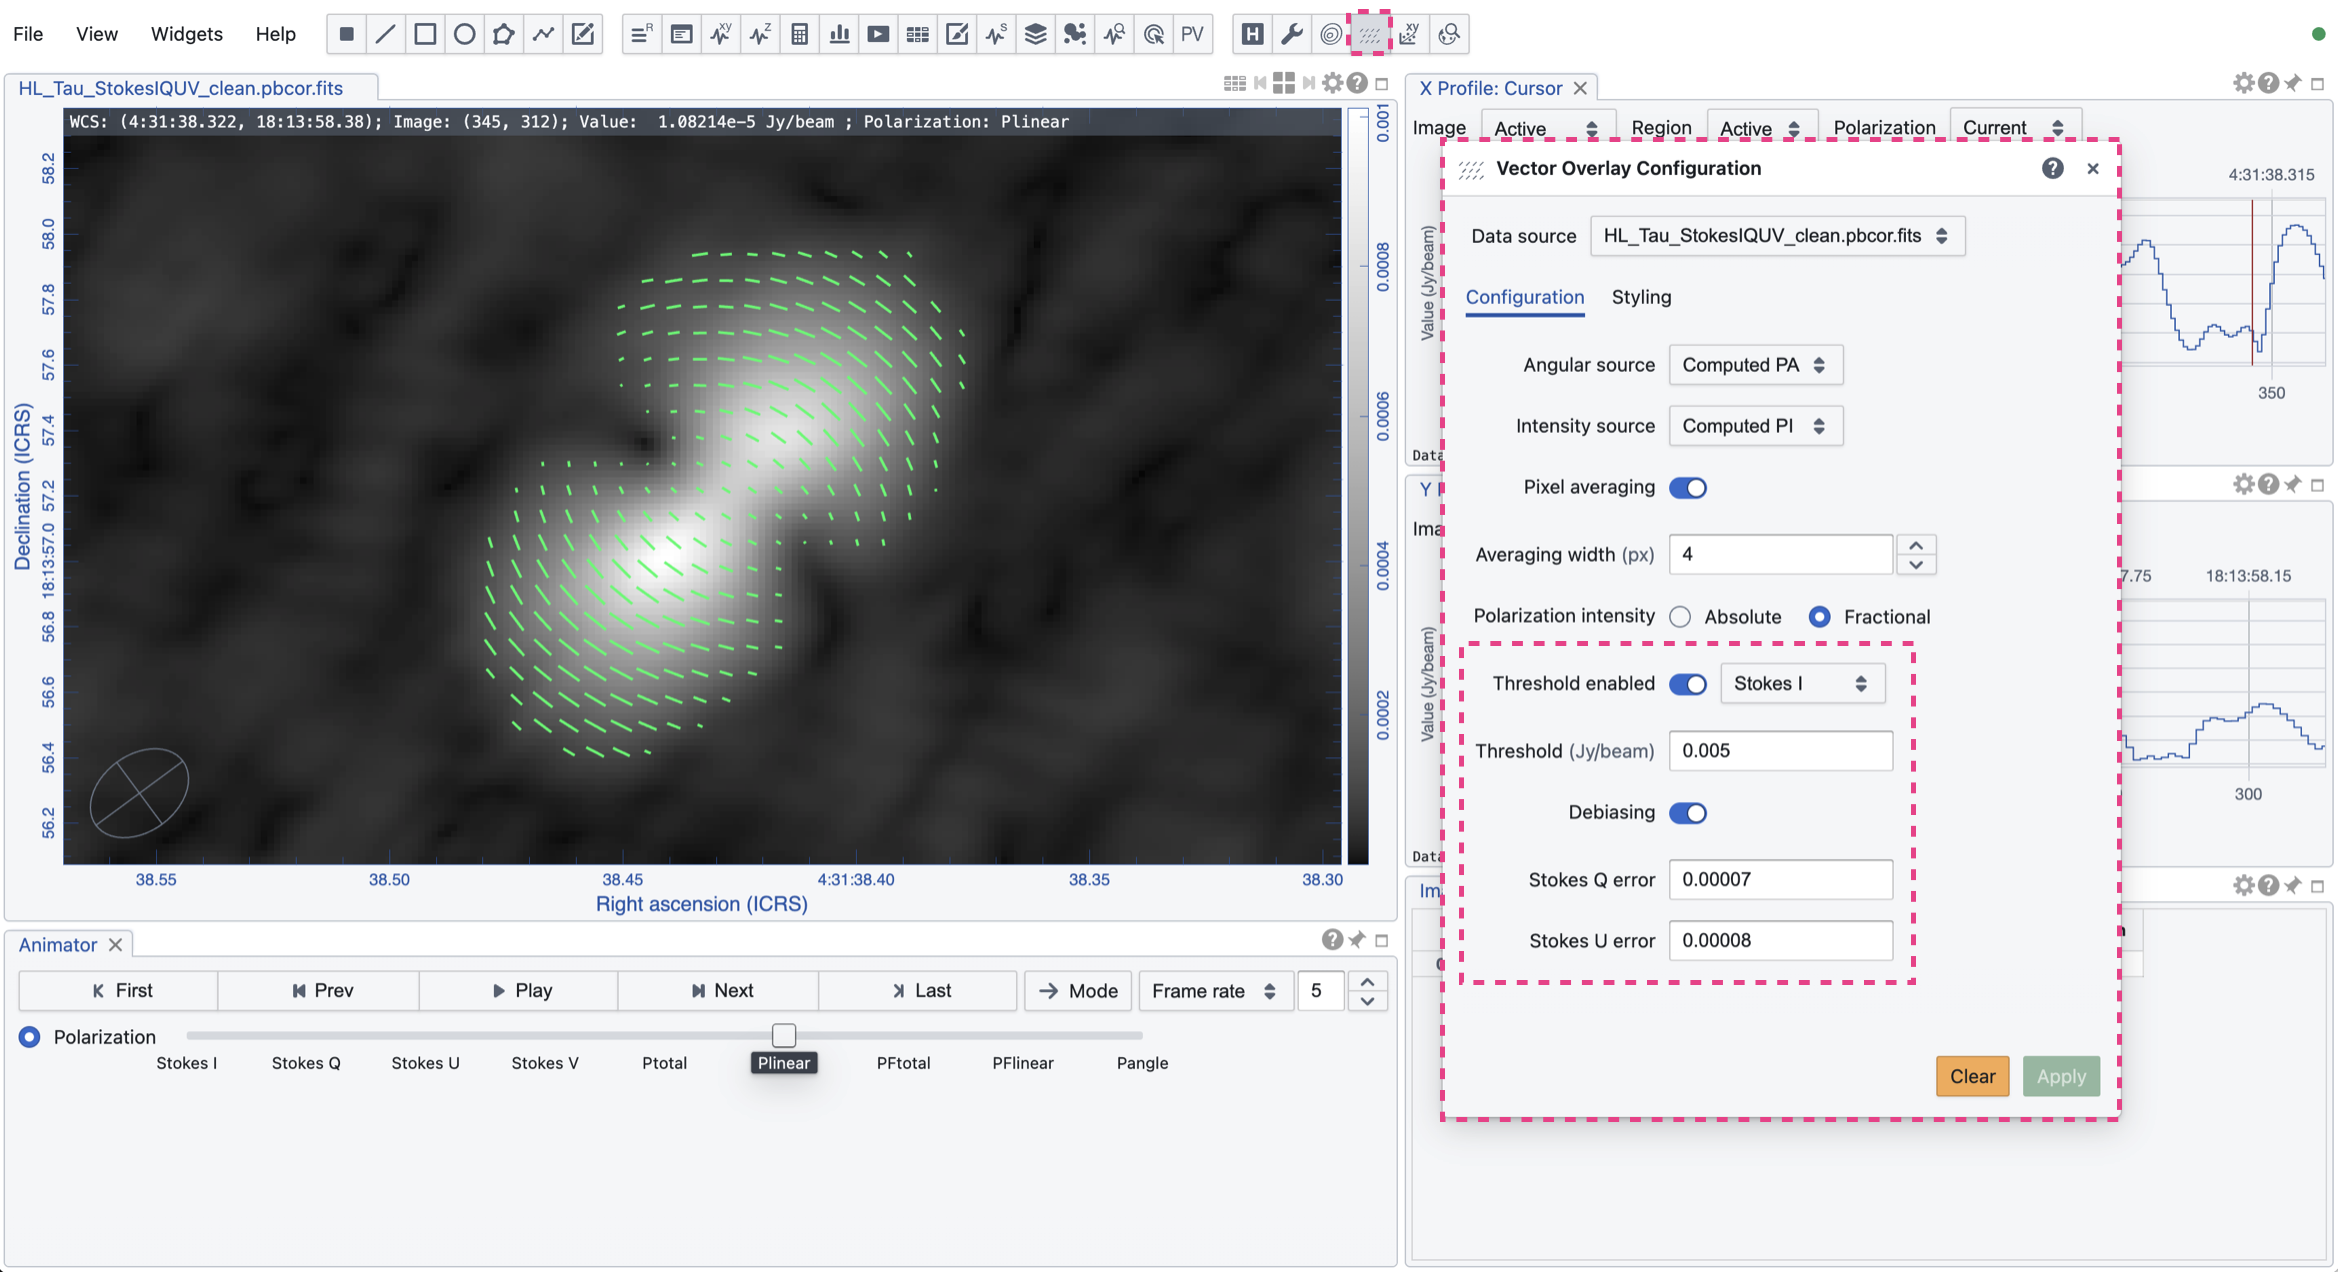 File View Widgets Help
R XY Z S PV H XY
HL_Tau_StokesIQUV_clean.pbcor.fits
WCS: (4:31:38.322, 18:13:58.38); Image: (345, 312); Value: 1.08214e-5 Jy/beam ; Polarization: Plinear
Declination (ICRS)
58.2
58.0
57.8
57.6
57.4
57.2
18:13:57.0
56.8
56.6
56.4
56.2
38.55 38.50 38.45 4:31:38.40 38.35 38.30
Right ascension (ICRS)
0.001
0.0008
0.0006
0.0004
0.0002
Animator
First Prev Play Next Last Mode Frame rate 5
Polarization
Stokes I Stokes Q Stokes U Stokes V Ptotal Plinear PFtotal PFlinear Pangle
X Profile: Cursor
Image Active Region Active Polarization Current
4:31:38.315
Value (Jy/beam)
350
Data
Y
Ima
7.75 18:13:58.15
Value (Jy/beam)
300
Data
Im
Vector Overlay Configuration
Data source HL_Tau_StokesIQUV_clean.pbcor.fits
Configuration Styling
Angular source Computed PA
Intensity source Computed PI
Pixel averaging
Averaging width (px) 4
Polarization intensity Absolute Fractional
Threshold enabled Stokes I
Threshold (Jy/beam) 0.005
Debiasing
Stokes Q error 0.00007
Stokes U error 0.00008
Clear Apply